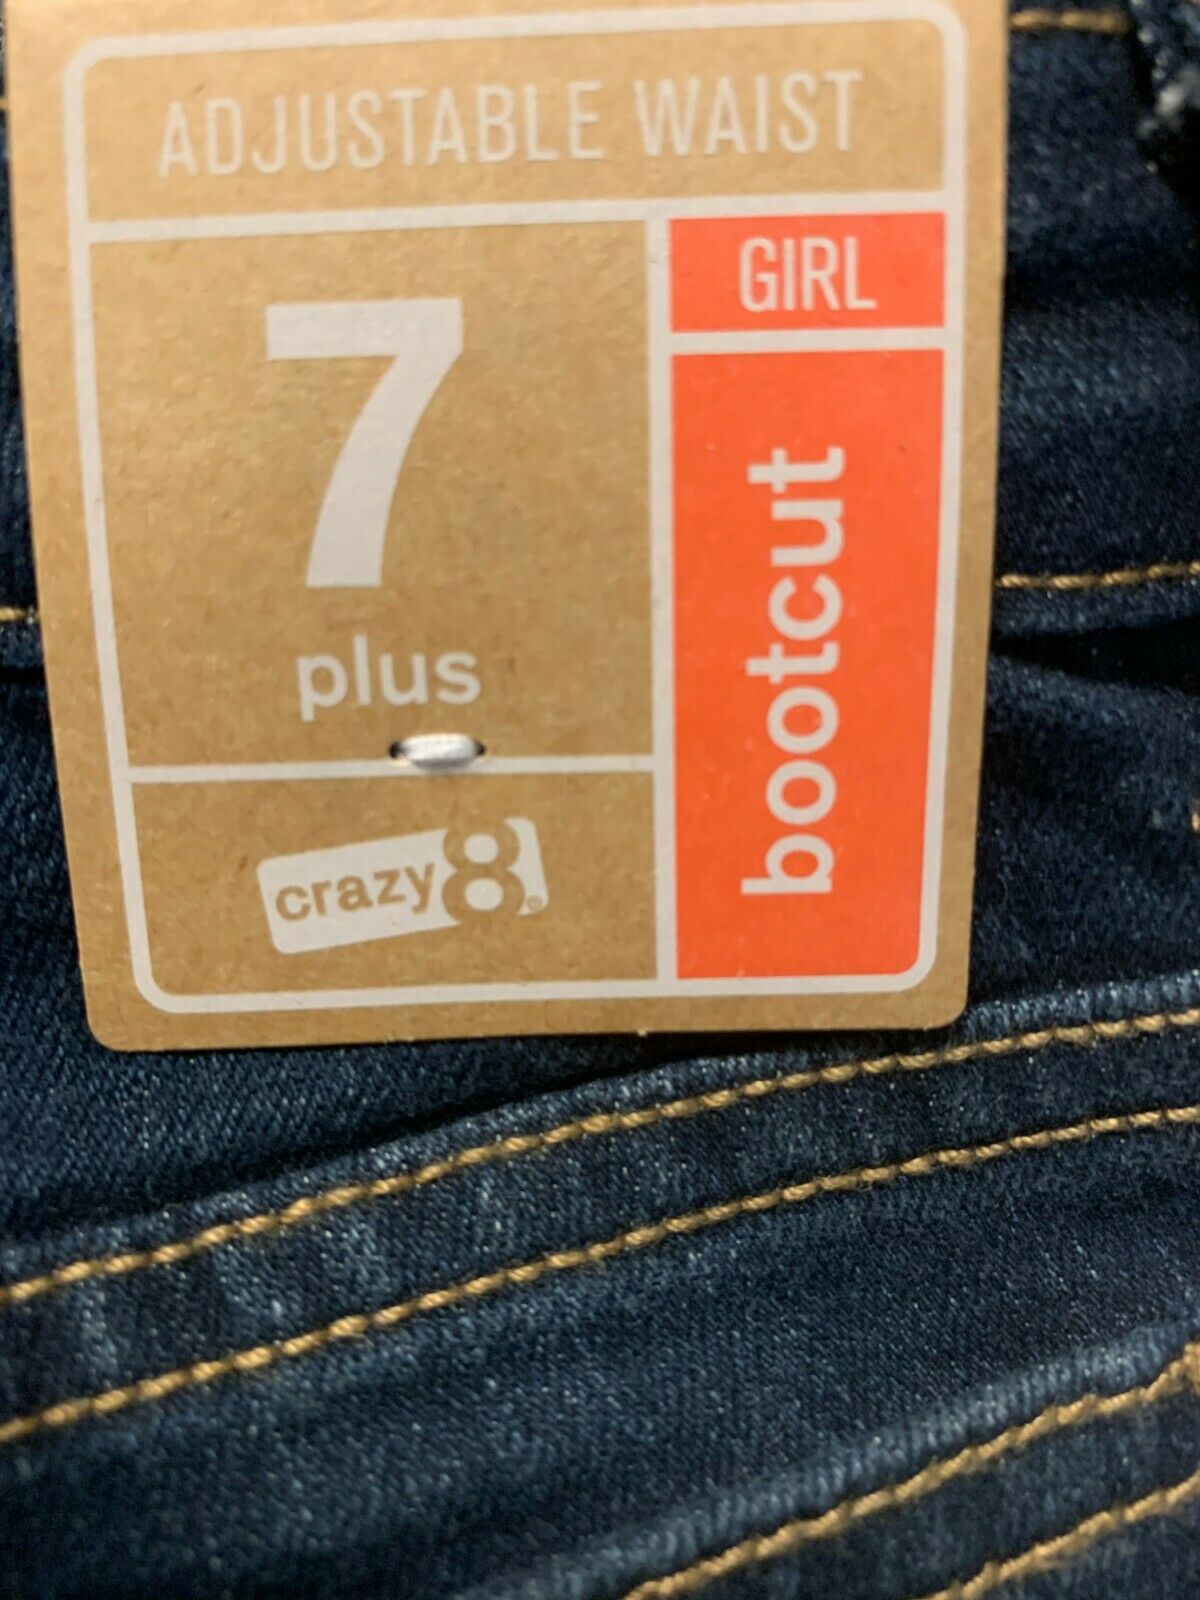 ADJUSTABLE WAIST
7
plus
GIRL
bootcut
crazy8®